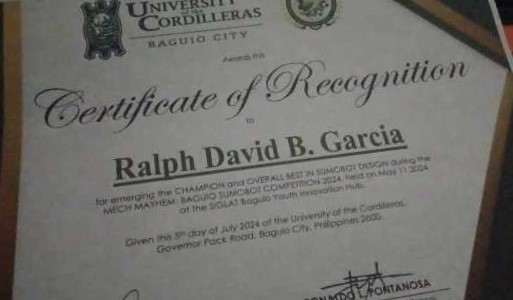 UNIVERSITY
of the
CORDILLERAS
BAGUIO CITY
Awards this
Certificate of Recognition
to
Ralph David B. Garcia
for emerging the CHAMPION and OVERALL BEST IN SUMOBOT DESIGN during the
MECH MAYHEM: BAGUIO SUMOBOT COMPETITION 2024, held on May 11 2024
at the SIGLAT Baguio Youth Innovation Hub.
Given this 5th day of July 2024 at the University of the Cordilleras,
Governor Pack Road, Baguio City, Philippines 2600.
PONTANOSA